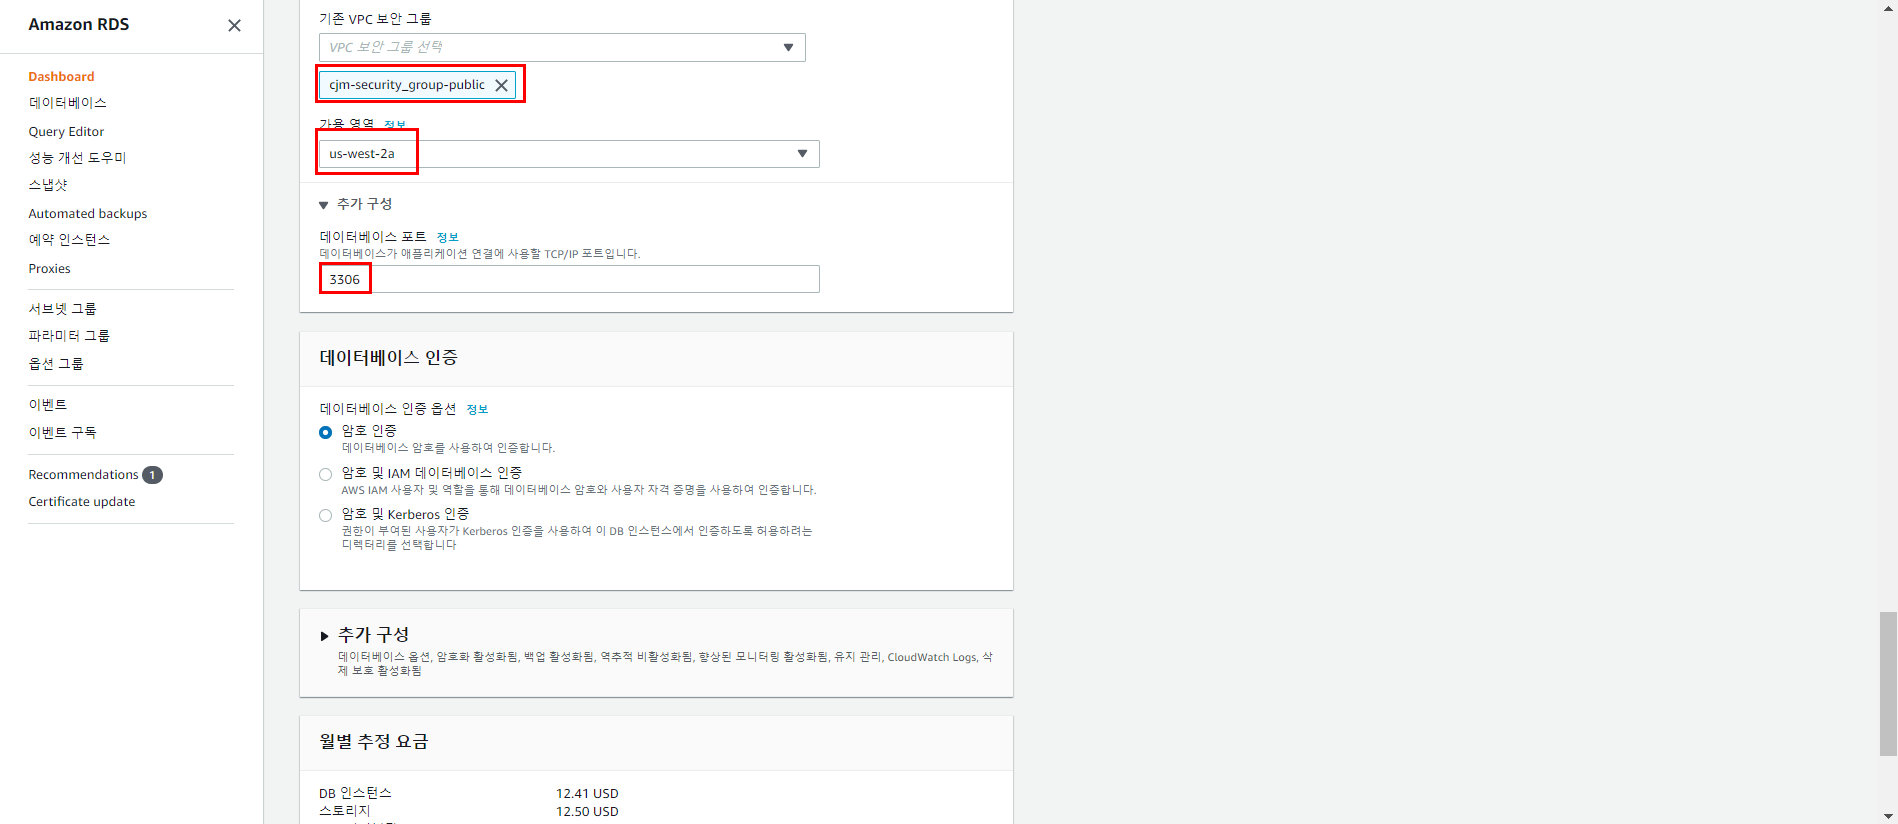 Amazon RDS
Dashboard
데이터베이스
Query Editor
성능 개선 도우미
스냅샷
Automated backups
예약 인스턴스
Proxies
서브넷 그룹
파라미터 그룹
옵션 그룹
이벤트
이벤트 구독
Recommendations 1
Certificate update
기존 VPC 보안 그룹
VPC 보안 그룹 선택
cjm-security_group-public
가용 영역 정보
us-west-2a
추가 구성
데이터베이스 포트 정보
데이터베이스가 애플리케이션 연결에 사용할 TCP/IP 포트입니다.
3306
데이터베이스 인증
데이터베이스 인증 옵션 정보
암호 인증
데이터베이스 암호를 사용하여 인증합니다.
암호 및 IAM 데이터베이스 인증
AWS IAM 사용자 및 역할을 통해 데이터베이스 암호와 사용자 자격 증명을 사용하여 인증합니다.
암호 및 Kerberos 인증
권한이 부여된 사용자가 Kerberos 인증을 사용하여 이 DB 인스턴스에서 인증하도록 허용하려는
디렉터리를 선택합니다
추가 구성
데이터베이스 옵션, 암호화 활성화됨, 백업 활성화됨, 역추적 비활성화됨, 향상된 모니터링 활성화됨, 유지 관리, CloudWatch Logs, 삭
제 보호 활성화됨
월별 추정 요금
DB 인스턴스 12.41 USD
스토리지 12.50 USD